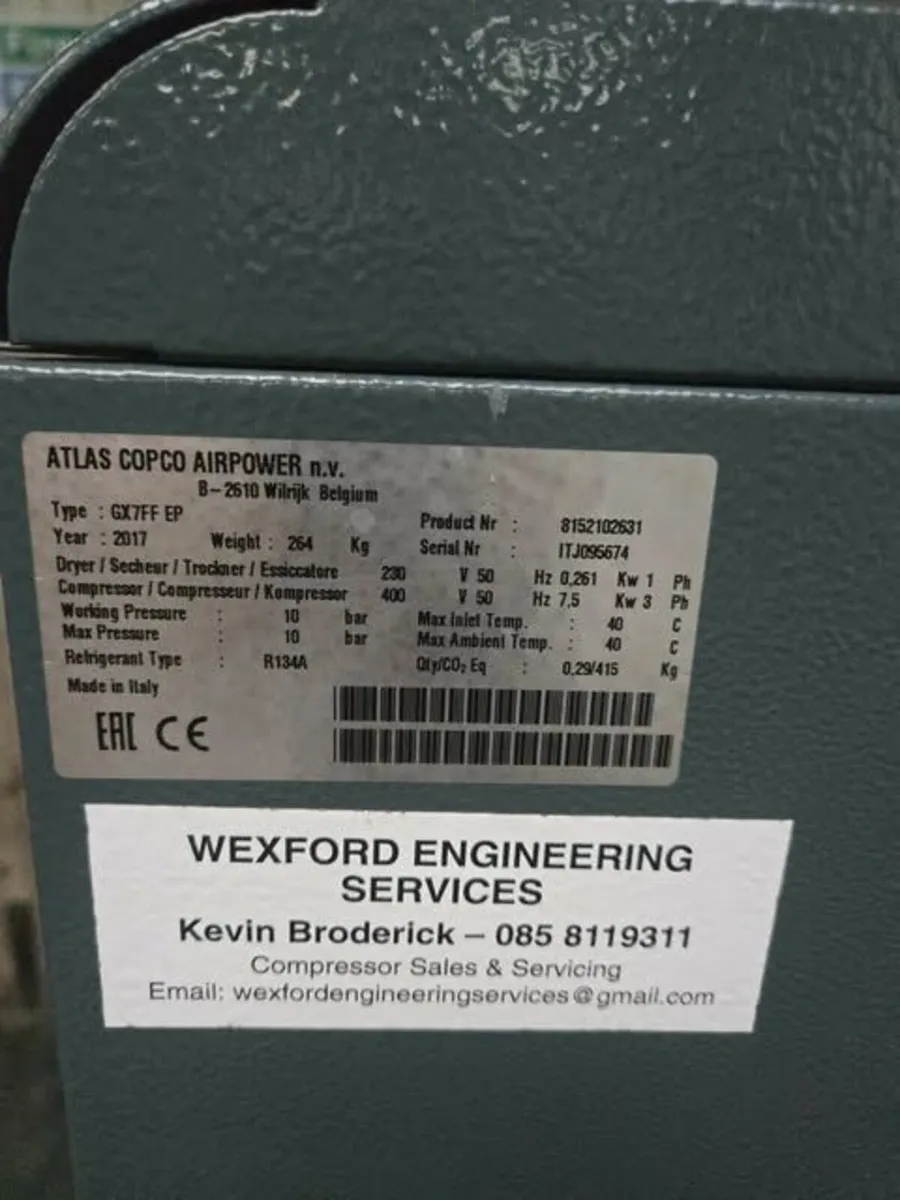 ATLAS COPCO AIRPOWER n.v.
B-2610 Wilrijk Belgium
Type : GX7FF EP
Product Nr : 8152102631
Year : 2017 Weight : 264 Kg
Serial Nr : ITJ095674
Dryer / Secheur / Trockner / Essiccatore 230 V 50 Hz 0,261 Kw 1 Ph
Compressor / Compresseur / Kompressor 400 V 50 Hz 7,5 Kw 3 Ph
Working Pressure : 10 bar Max Inlet Temp. : 40 C
Max Pressure : 10 bar Max Ambient Temp. : 40 C
Refrigerant Type : R134A Qty/CO₂ Eq : 0,29/415 Kg
Made in Italy
EAC CE
WEXFORD ENGINEERING
SERVICES
Kevin Broderick – 085 8119311
Compressor Sales & Servicing
Email: wexfordengineeringservices@gmail.com